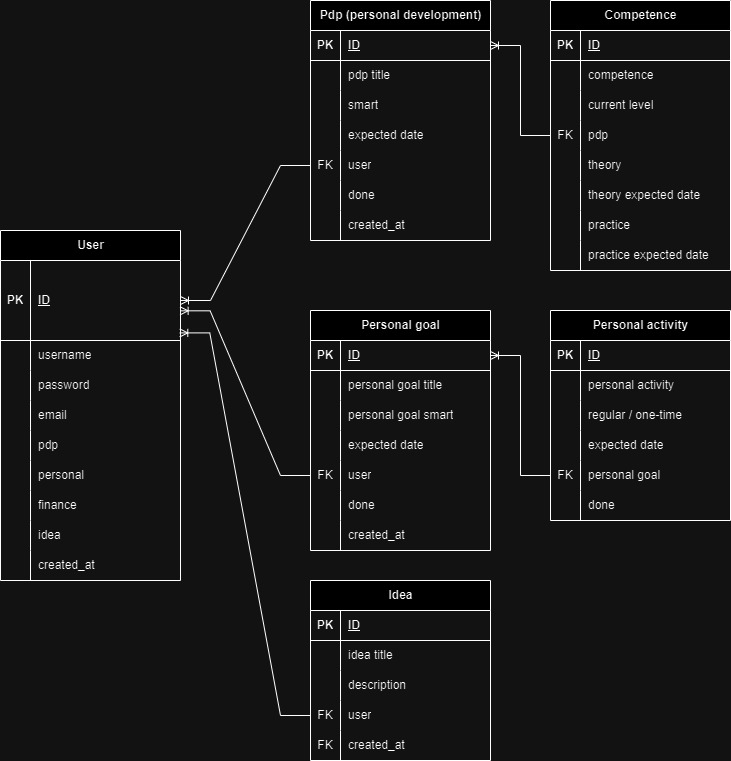 Pdp (personal development)
PK ID
pdp title
smart
expected date
FK user
done
created_at
Competence
PK ID
competence
current level
FK pdp
theory
theory expected date
practice
practice expected date
User
PK ID
username
password
email
pdp
personal
finance
idea
created_at
Personal goal
PK ID
personal goal title
personal goal smart
expected date
FK user
done
created_at
Personal activity
PK ID
personal activity
regular / one-time
expected date
FK personal goal
done
Idea
PK ID
idea title
description
FK user
FK created_at